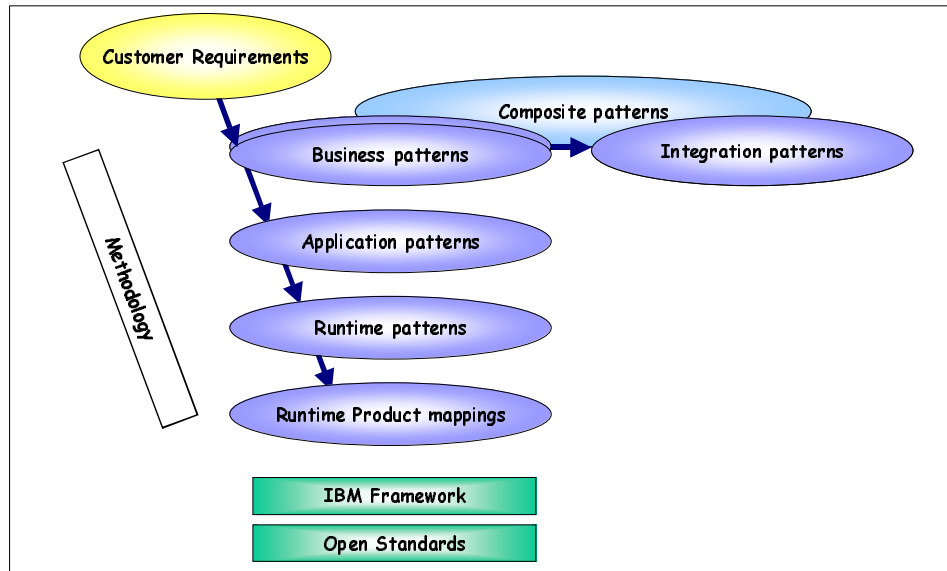 Customer Requirements
Composite patterns
Business patterns
Integration patterns
Methodology
Application patterns
Runtime patterns
Runtime Product mappings
IBM Framework
Open Standards